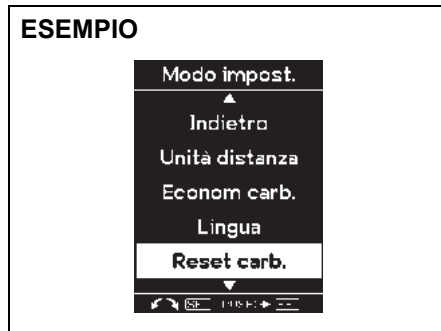 ESEMPIO
Modo impost.
Indietro
Unità distanza
Econom carb.
Lingua
Reset carb.